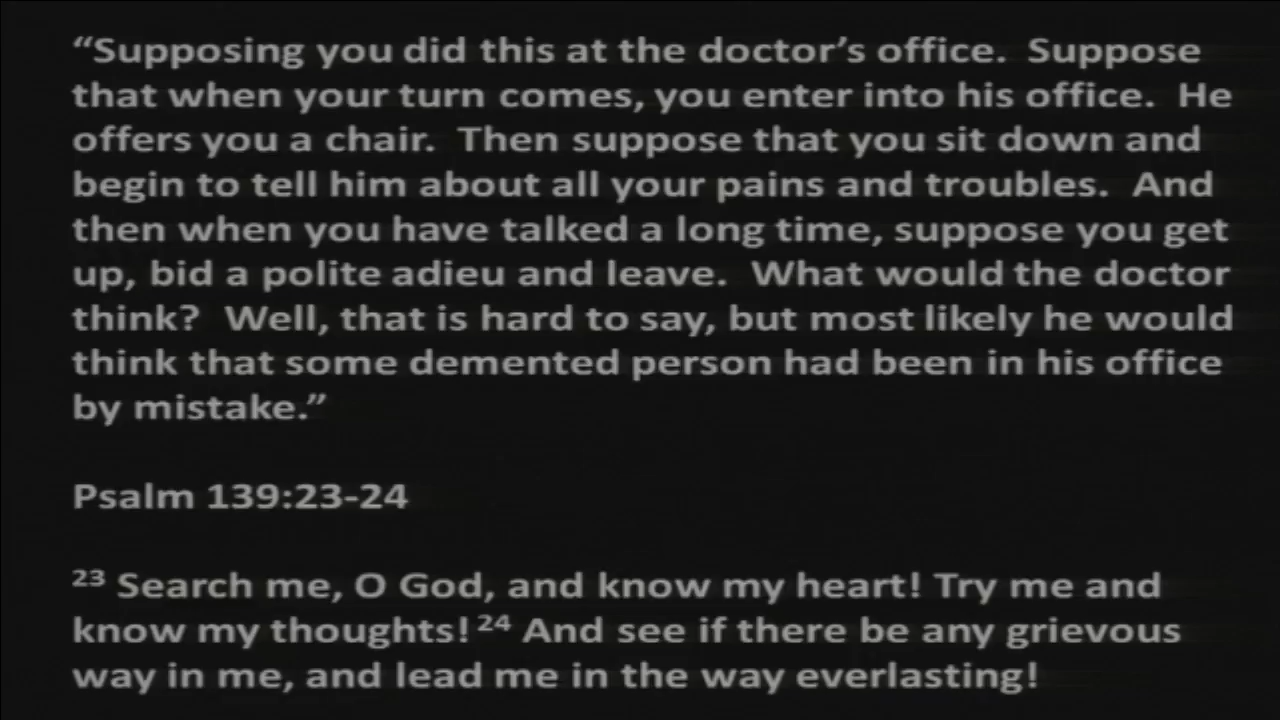 “Supposing you did this at the doctor’s office.  Suppose
that when your turn comes, you enter into his office.  He
offers you a chair.  Then suppose that you sit down and
begin to tell him about all your pains and troubles.  And
then when you have talked a long time, suppose you get
up, bid a polite adieu and leave.  What would the doctor
think?  Well, that is hard to say, but most likely he would
think that some demented person had been in his office
by mistake.”
Psalm 139:23-24
23 Search me, O God, and know my heart! Try me and
know my thoughts! 24 And see if there be any grievous
way in me, and lead me in the way everlasting!